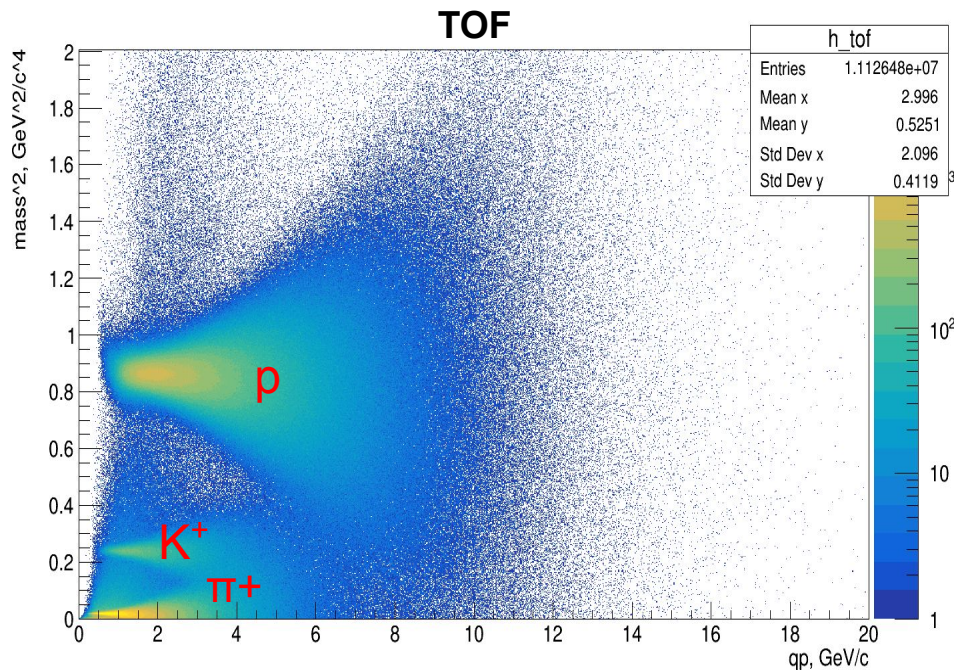 TOF
h_tof
Entries 1.112648e+07
Mean x 2.996
Mean y 0.5251
Std Dev x 2.096
Std Dev y 0.4119
mass^2, GeV^2/c^4
2
1.8
1.6
1.4
1.2
1
0.8
0.6
0.4
0.2
0
p
K+
π+
3
10²
10
1
0 2 4 6 8 10 12 14 16 18 20
qp, GeV/c